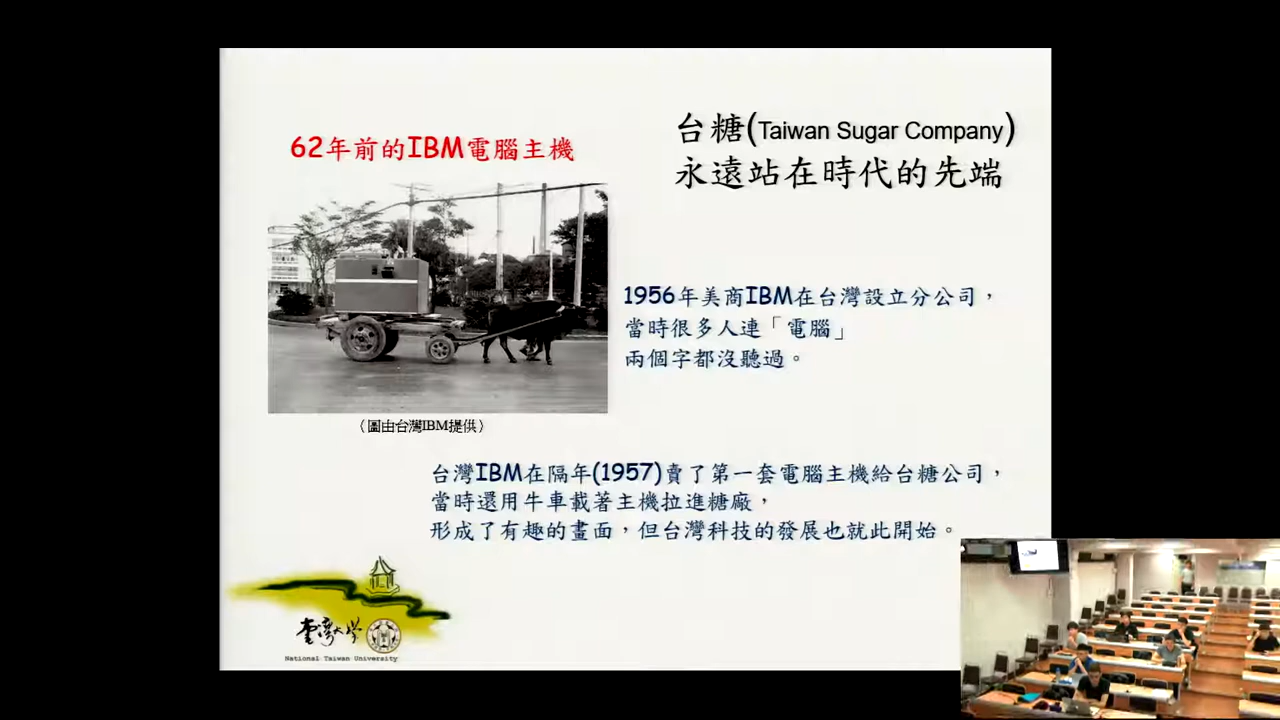 台糖(Taiwan Sugar Company)
永遠站在時代的先端
62年前的IBM電腦主機
1956年美商IBM在台灣設立分公司，
當時很多人連「電腦」
兩個字都沒聽過。
（圖由台灣IBM提供）
台灣IBM在隔年(1957)賣了第一套電腦主機給台糖公司，
當時還用牛車載著主機拉進糖廠，
形成了有趣的畫面，但台灣科技的發展也就此開始。
臺灣大學
National Taiwan University